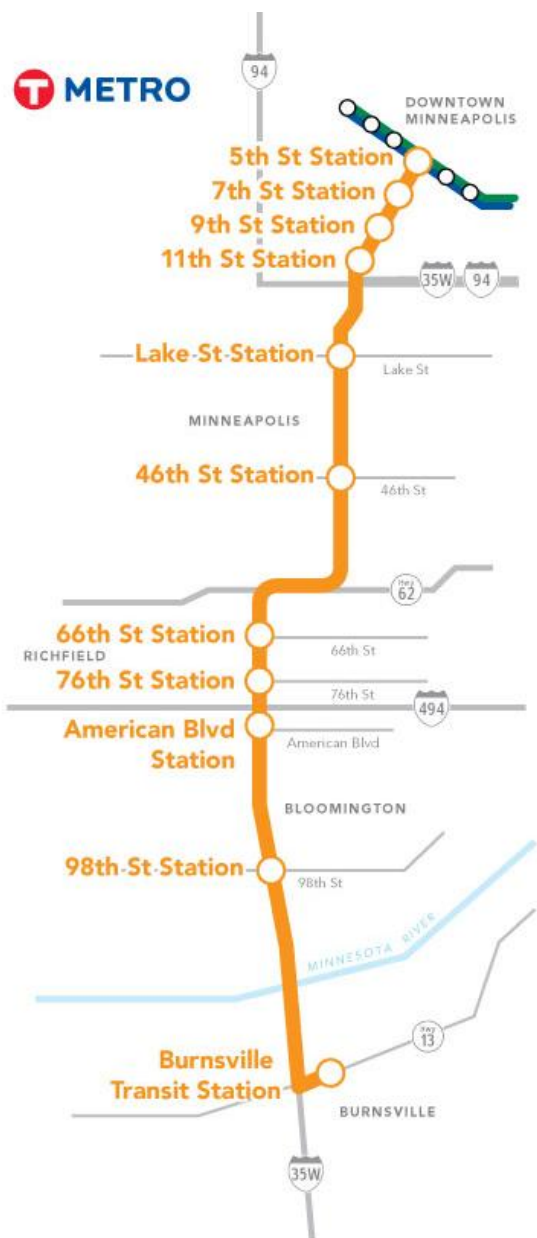 94
T METRO
DOWNTOWN
MINNEAPOLIS
5th St Station
7th St Station
9th St Station
11th St Station
35W
94
Lake St Station
Lake St
MINNEAPOLIS
46th St Station
46th St
Hwy
62
66th St Station
66th St
RICHFIELD
76th St Station
76th St
494
American Blvd
Station
American Blvd
BLOOMINGTON
98th St Station
98th St
MINNESOTA RIVER
Hwy
13
Burnsville
Transit Station
BURNSVILLE
35W